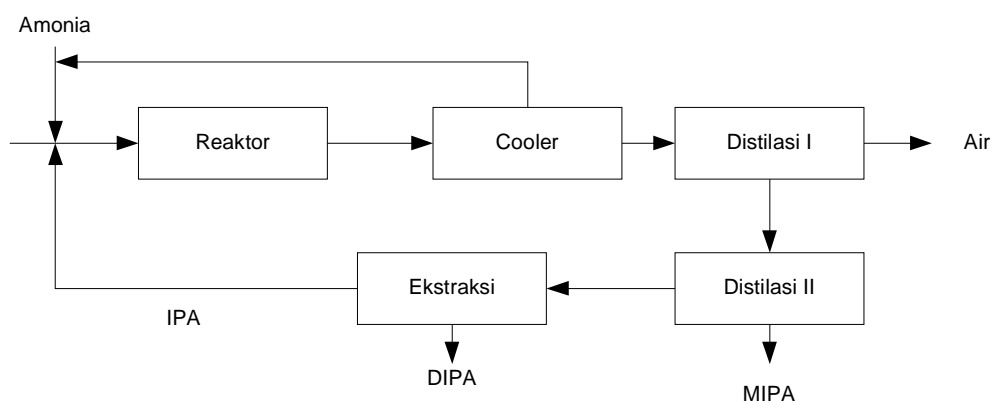 Amonia
Reaktor
Cooler
Distilasi I
Air
Ekstraksi
Distilasi II
IPA
DIPA
MIPA